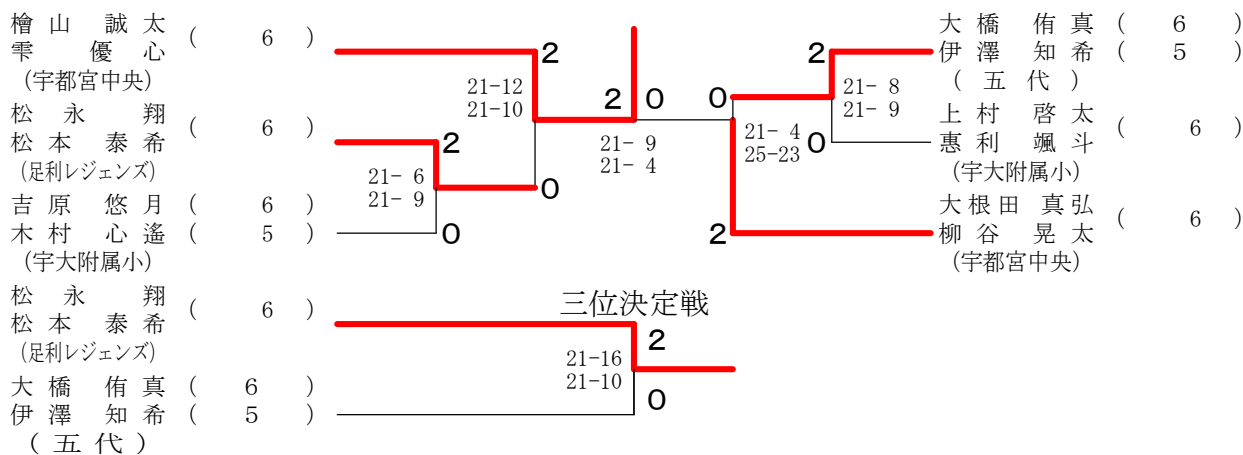 檜山 誠太
雫 優心 ( 6 )
(宇都宮中央)
松永 翔
松本 泰希 ( 6 )
(足利レジェンズ)
吉原 悠月 ( 6 )
木村 心遙 ( 5 )
(宇大附属小)
2
21-12
21-10
0
2
21- 6
21- 9
0
2 0
21- 9
21- 4
0
21- 4
25-23
2
2
21- 8
21- 9
0
大橋 侑真 ( 6 )
伊澤 知希 ( 5 )
(五代)
上村 啓太
惠利 颯斗 ( 6 )
(宇大附属小)
大根田 真弘
柳谷 晃太 ( 6 )
(宇都宮中央)
三位決定戦
松永 翔
松本 泰希 ( 6 )
(足利レジェンズ)
大橋 侑真 ( 6 )
伊澤 知希 ( 5 )
(五代)
2
21-16
21-10
0